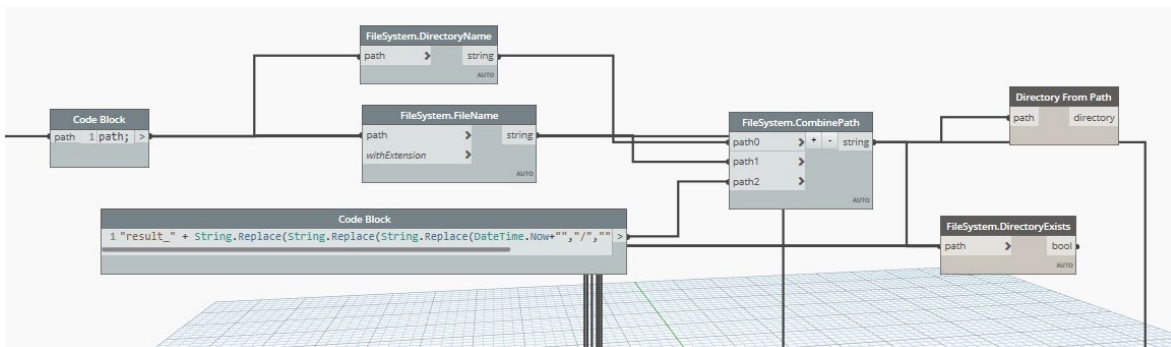 FileSystem.DirectoryName
path > string
AUTO
Code Block
path 1 path; >
FileSystem.FileName
path > string
withExtension >
AUTO
FileSystem.CombinePath
path0 > + - string
path1 >
path2 >
AUTO
Directory From Path
path directory
Code Block
1 "result_" + String.Replace(String.Replace(String.Replace(DateTime.Now+"","/","" >
FileSystem.DirectoryExists
path > bool
AUTO